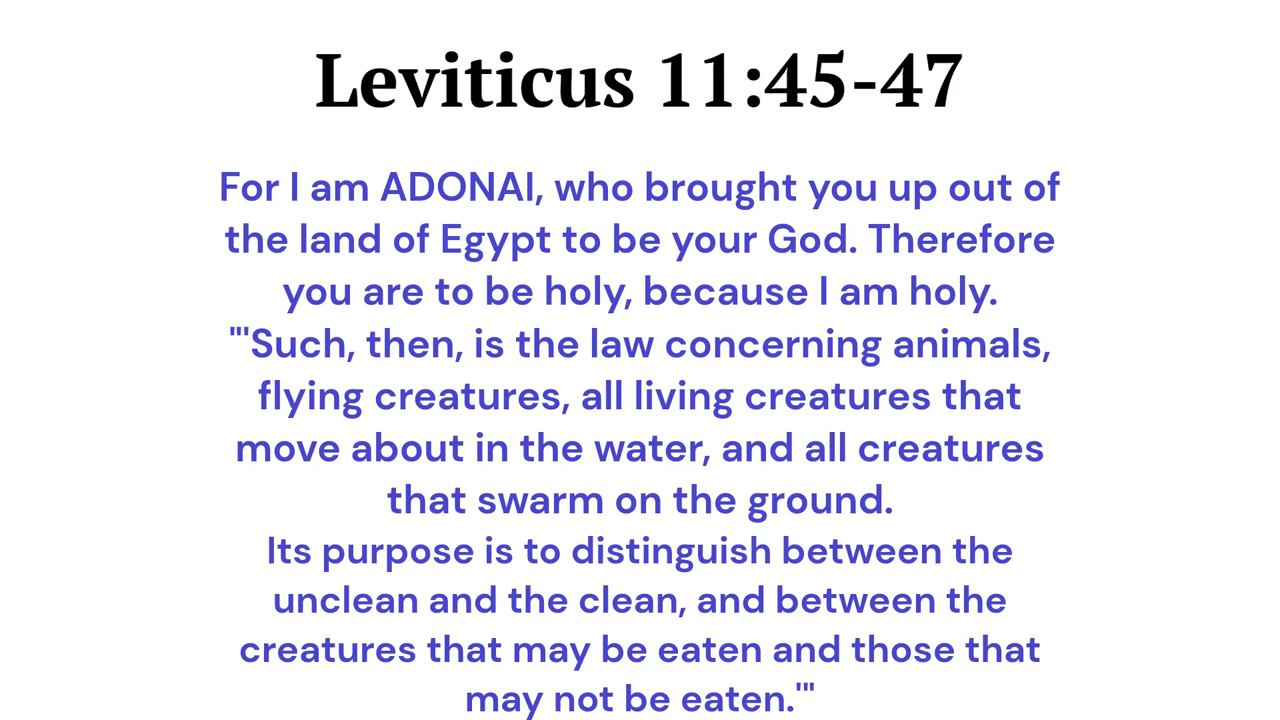 Leviticus 11:45-47
For I am ADONAI, who brought you up out of
the land of Egypt to be your God. Therefore
you are to be holy, because I am holy.
"'Such, then, is the law concerning animals,
flying creatures, all living creatures that
move about in the water, and all creatures
that swarm on the ground.
Its purpose is to distinguish between the
unclean and the clean, and between the
creatures that may be eaten and those that
may not be eaten.'"